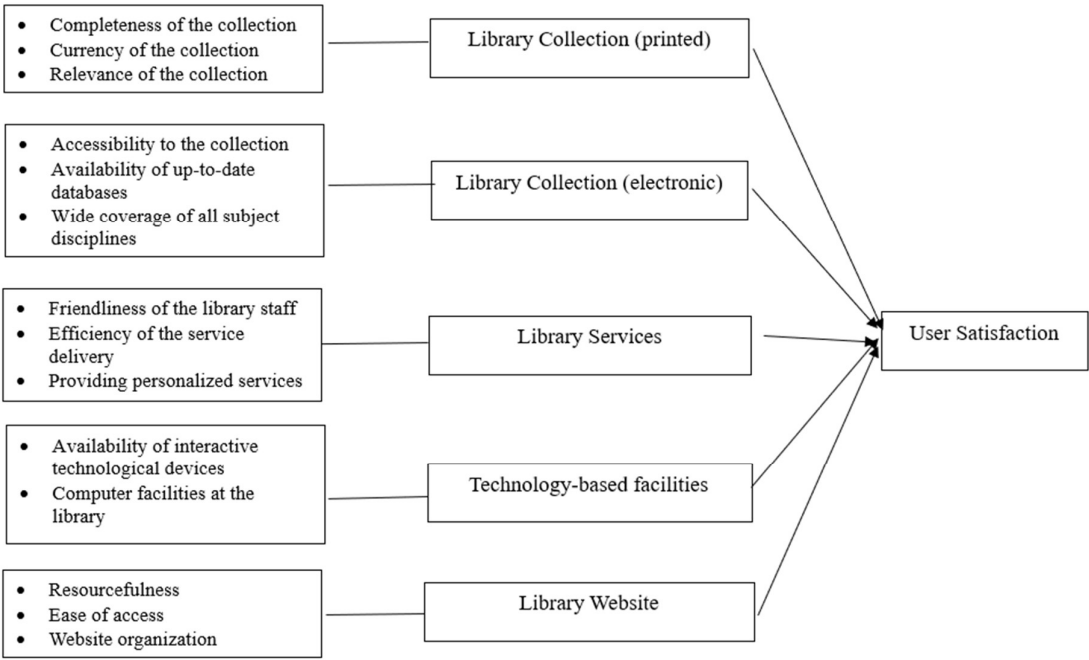 • Completeness of the collection
• Currency of the collection
• Relevance of the collection
Library Collection (printed)
• Accessibility to the collection
• Availability of up-to-date
databases
• Wide coverage of all subject
disciplines
Library Collection (electronic)
• Friendliness of the library staff
• Efficiency of the service
delivery
• Providing personalized services
Library Services
User Satisfaction
• Availability of interactive
technological devices
• Computer facilities at the
library
Technology-based facilities
• Resourcefulness
• Ease of access
• Website organization
Library Website